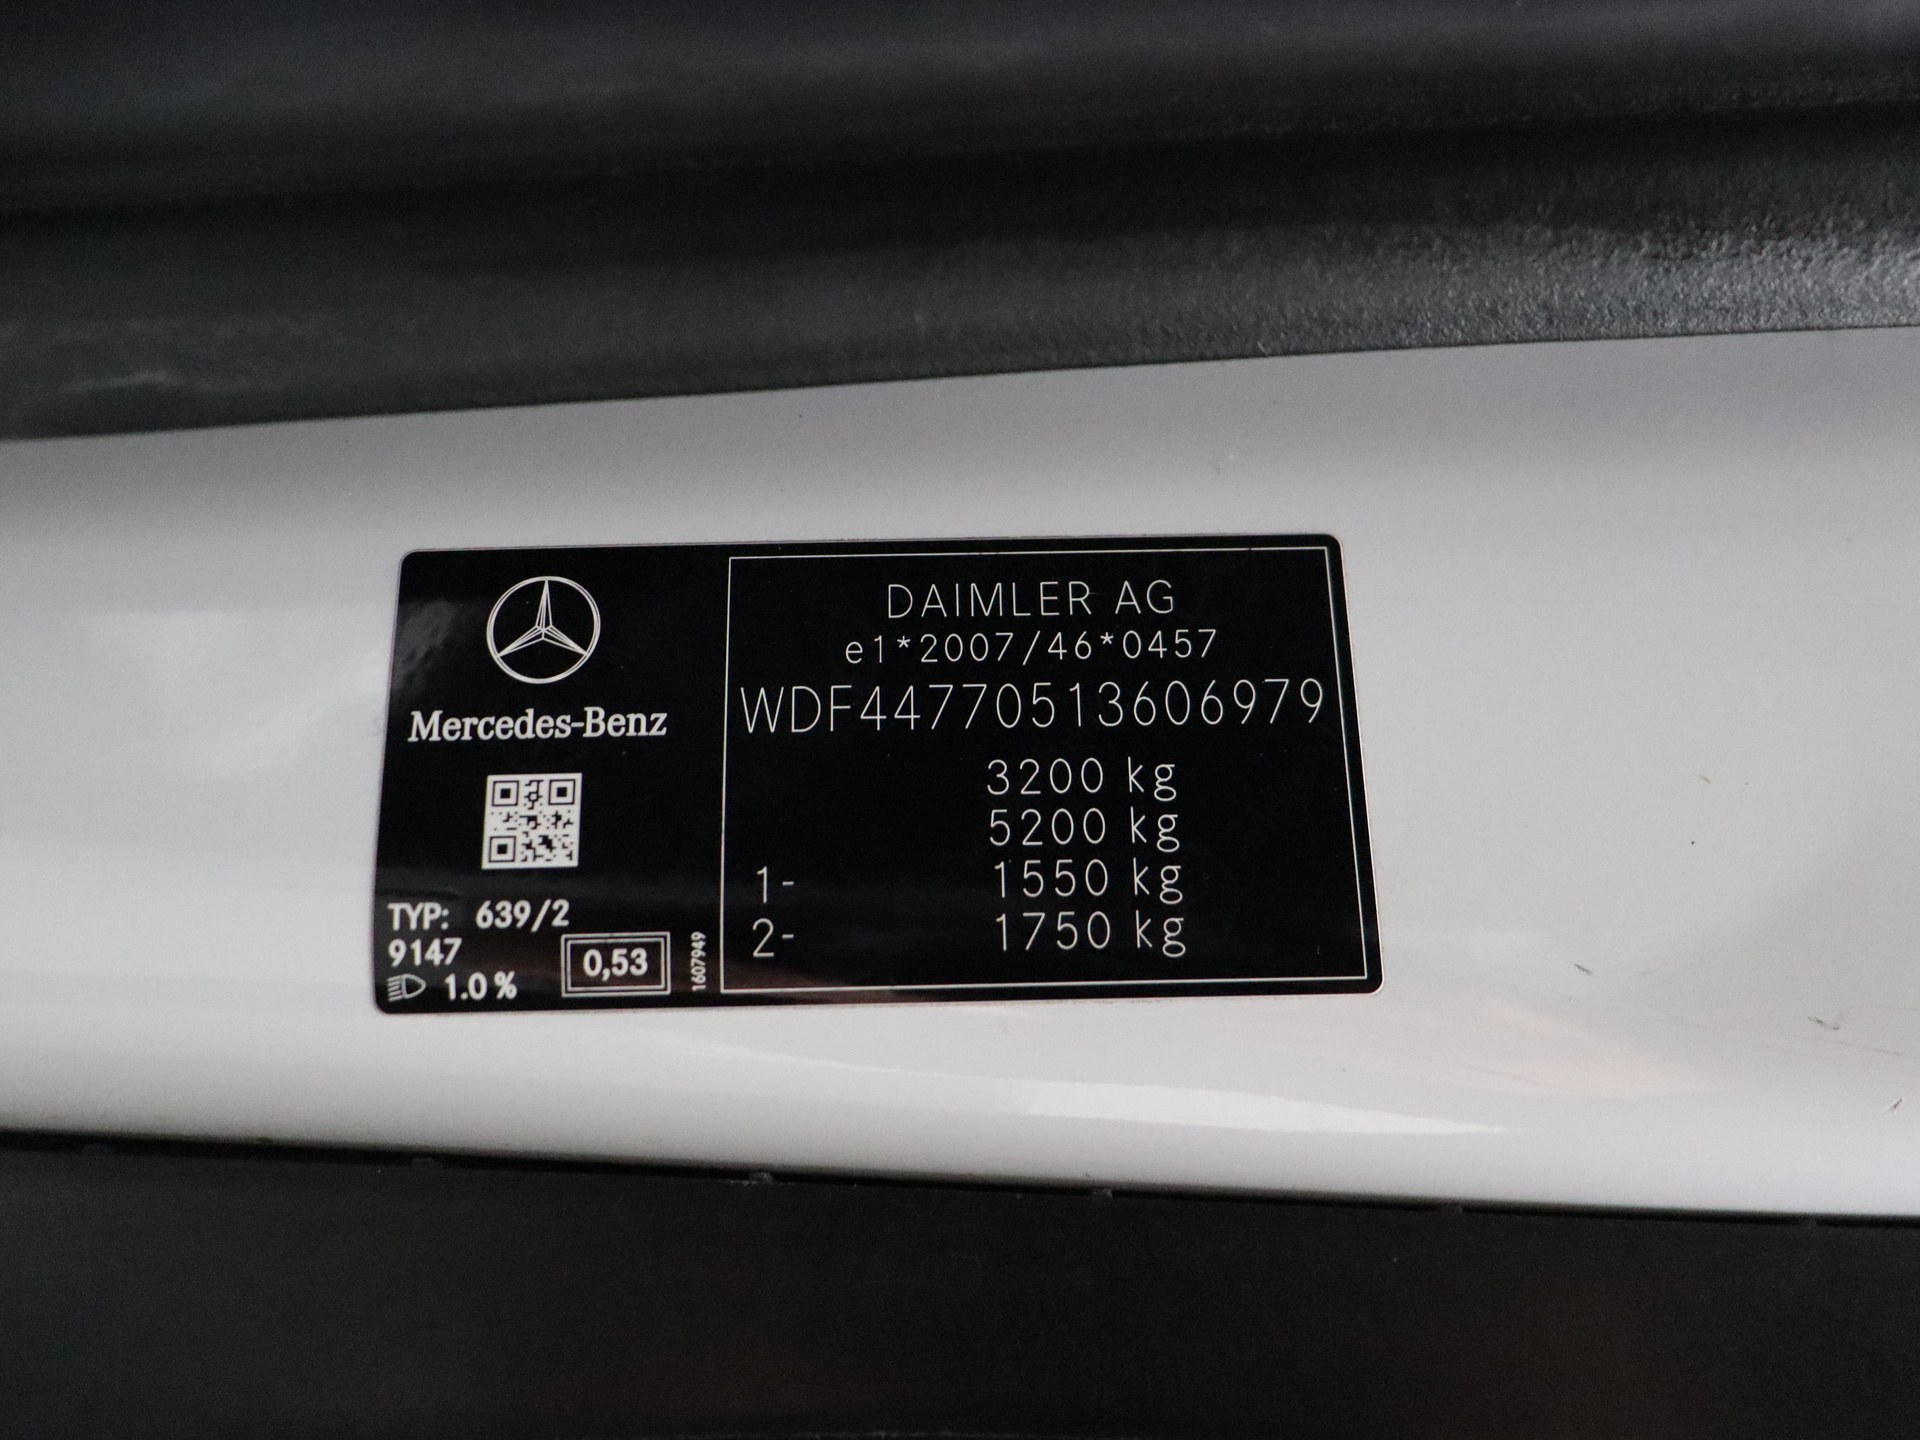 Mercedes-Benz
TYP: 639/2
9147
1.0 %
0,53
1607949
DAIMLER AG
e1*2007/46*0457
WDF44770513606979
3200 kg
5200 kg
1- 1550 kg
2- 1750 kg